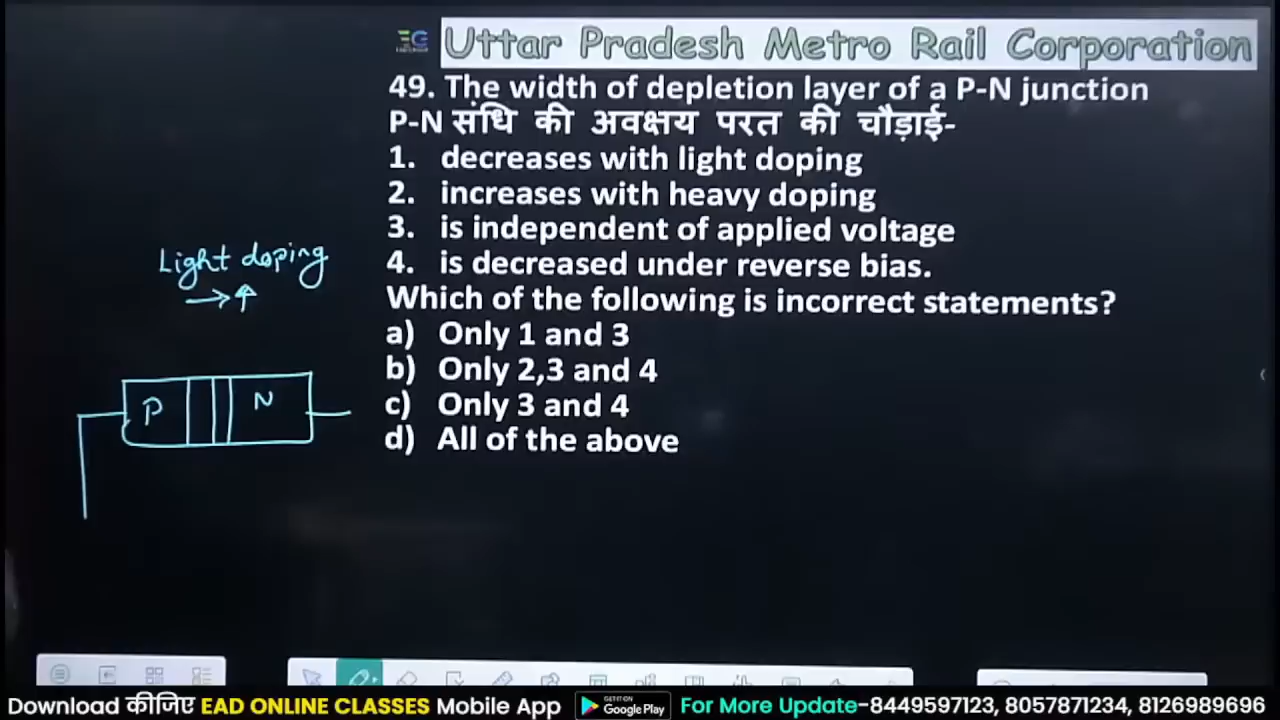 Uttar Pradesh Metro Rail Corporation
49. The width of depletion layer of a P-N junction
P-N संधि की अवक्षय परत की चौड़ाई-
1. decreases with light doping
2. increases with heavy doping
3. is independent of applied voltage
4. is decreased under reverse bias.
Which of the following is incorrect statements?
a) Only 1 and 3
b) Only 2,3 and 4
c) Only 3 and 4
d) All of the above
Light doping
→↑
P N
Download कीजिए EAD ONLINE CLASSES Mobile App GET IT ON Google Play For More Update-8449597123, 8057871234, 8126989696